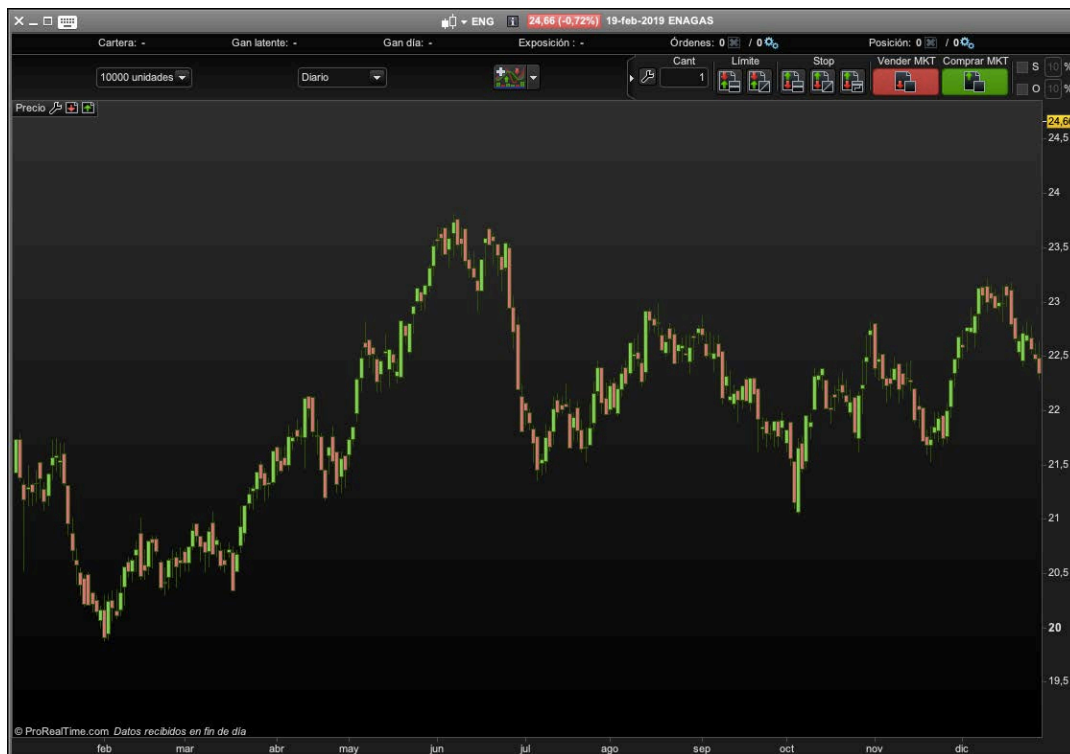 ENG 24,66 (-0,72%) 19-feb-2019 ENAGAS
Cartera: - Gan latente: - Gan día: - Exposición : - Órdenes: 0 / 0 Posición: 0 / 0
Cant Límite Stop Vender MKT Comprar MKT S 10 %
10000 unidades Diario 1 O 10 %
Precio
24,66
24,5
24
23,5
23
22,5
22
21,5
21
20,5
20
19,5
© ProRealTime.com Datos recibidos en fin de día
feb mar abr may jun jul ago sep oct nov dic